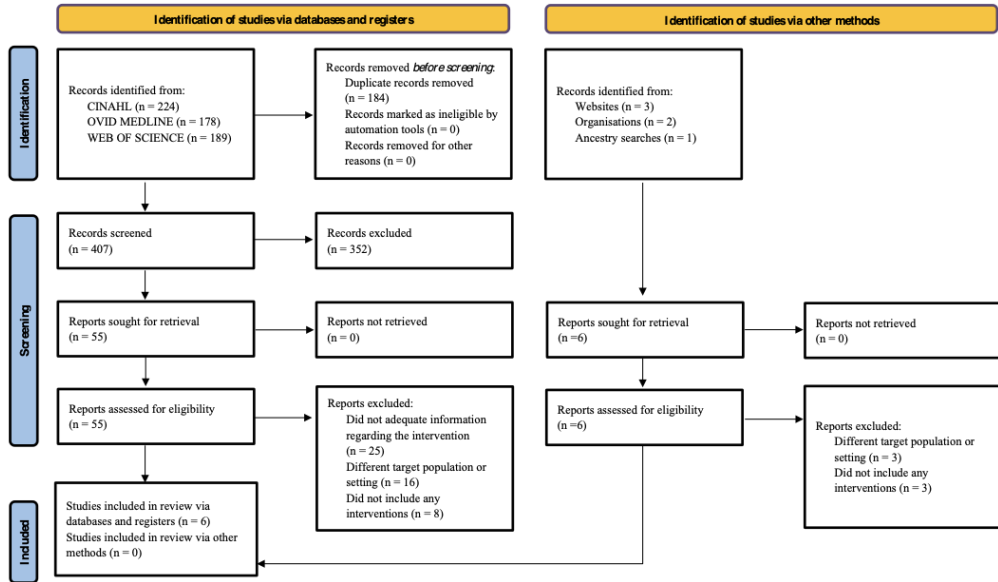 Identification of studies via databases and registers
Identification of studies via other methods
Identification
Records identified from:
CINAHL (n = 224)
OVID MEDLINE (n = 178)
WEB OF SCIENCE (n = 189)
Records removed before screening:
Duplicate records removed
(n = 184)
Records marked as ineligible by
automation tools (n = 0)
Records removed for other
reasons (n = 0)
Records identified from:
Websites (n = 3)
Organisations (n = 2)
Ancestry searches (n = 1)
Screening
Records screened
(n = 407)
Records excluded
(n = 352)
Reports sought for retrieval
(n = 55)
Reports not retrieved
(n = 0)
Reports sought for retrieval
(n =6)
Reports not retrieved
(n = 0)
Reports assessed for eligibility
(n = 55)
Reports excluded:
Did not adequate information
regarding the intervention
(n = 25)
Different target population or
setting (n = 16)
Did not include any
interventions (n = 8)
Reports assessed for eligibility
(n =6)
Reports excluded:
Different target population or
setting (n = 3)
Did not include any
interventions (n = 3)
Included
Studies included in review via
databases and registers (n = 6)
Studies included in review via other
methods (n = 0)